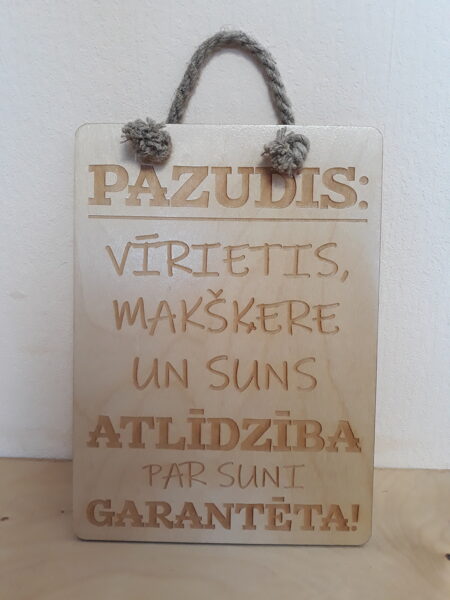 PAZUDIS:
VĪRIETIS,
MAKŠĶERE
UN SUNS
ATLĪDZĪBA
PAR SUNI
GARANTĒTA!